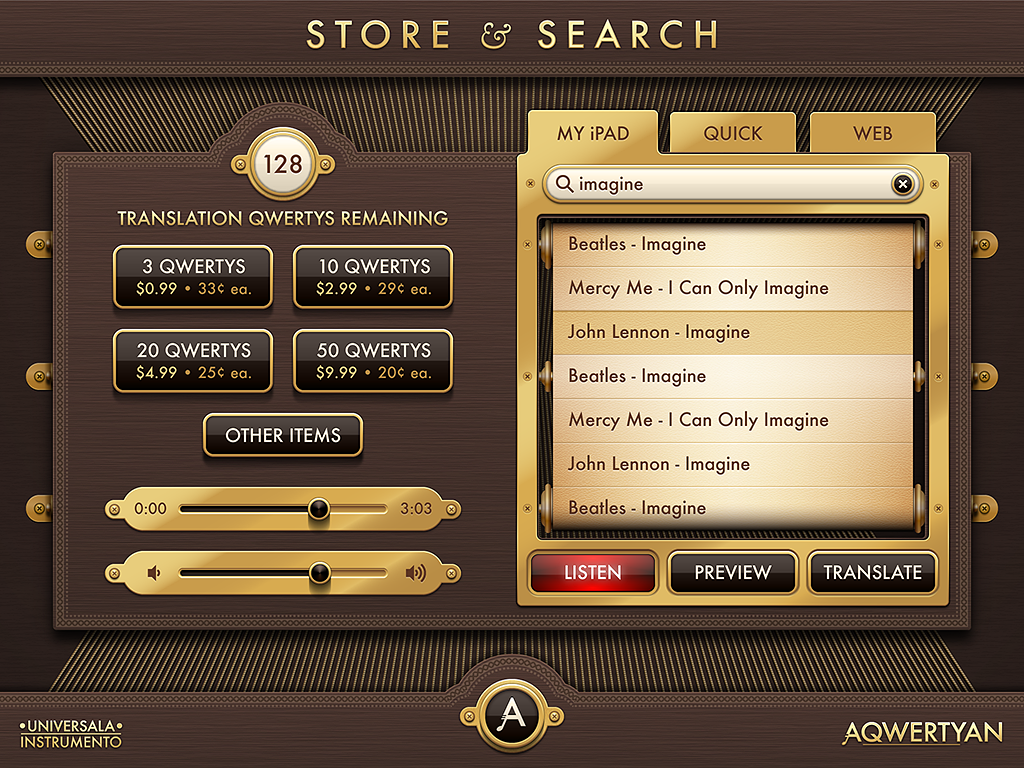 STORE & SEARCH
128
TRANSLATION QWERTYS REMAINING
3 QWERTYS
$0.99 • 33¢ ea.
10 QWERTYS
$2.99 • 29¢ ea.
20 QWERTYS
$4.99 • 25¢ ea.
50 QWERTYS
$9.99 • 20¢ ea.
OTHER ITEMS
0:00
3:03
MY iPAD
QUICK
WEB
imagine
Beatles - Imagine
Mercy Me - I Can Only Imagine
John Lennon - Imagine
Beatles - Imagine
Mercy Me - I Can Only Imagine
John Lennon - Imagine
Beatles - Imagine
LISTEN
PREVIEW
TRANSLATE
•UNIVERSALA•
INSTRUMENTO
A
AQWERTYAN